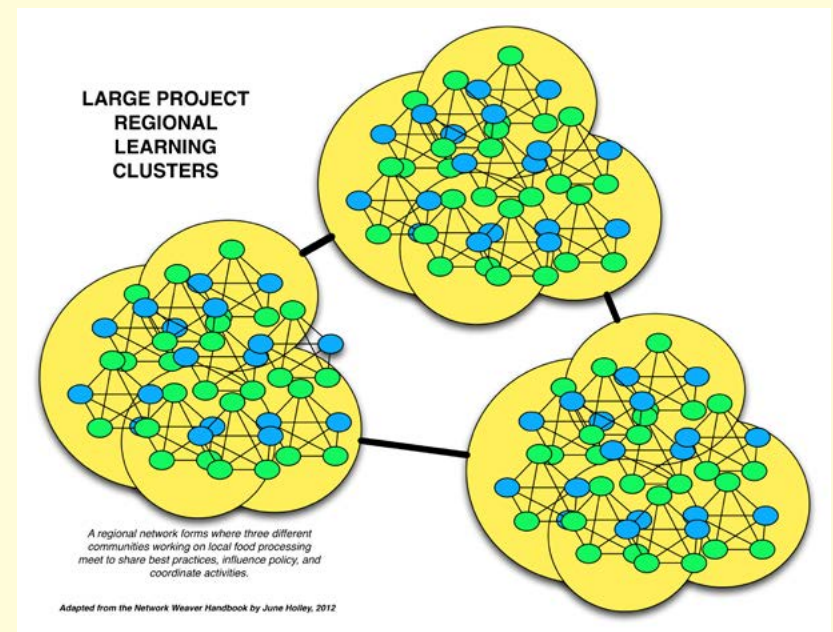 LARGE PROJECT
REGIONAL
LEARNING
CLUSTERS
A regional network forms where three different
communities working on local food processing
meet to share best practices, influence policy, and
coordinate activities.
Adapted from the Network Weaver Handbook by June Holley, 2012